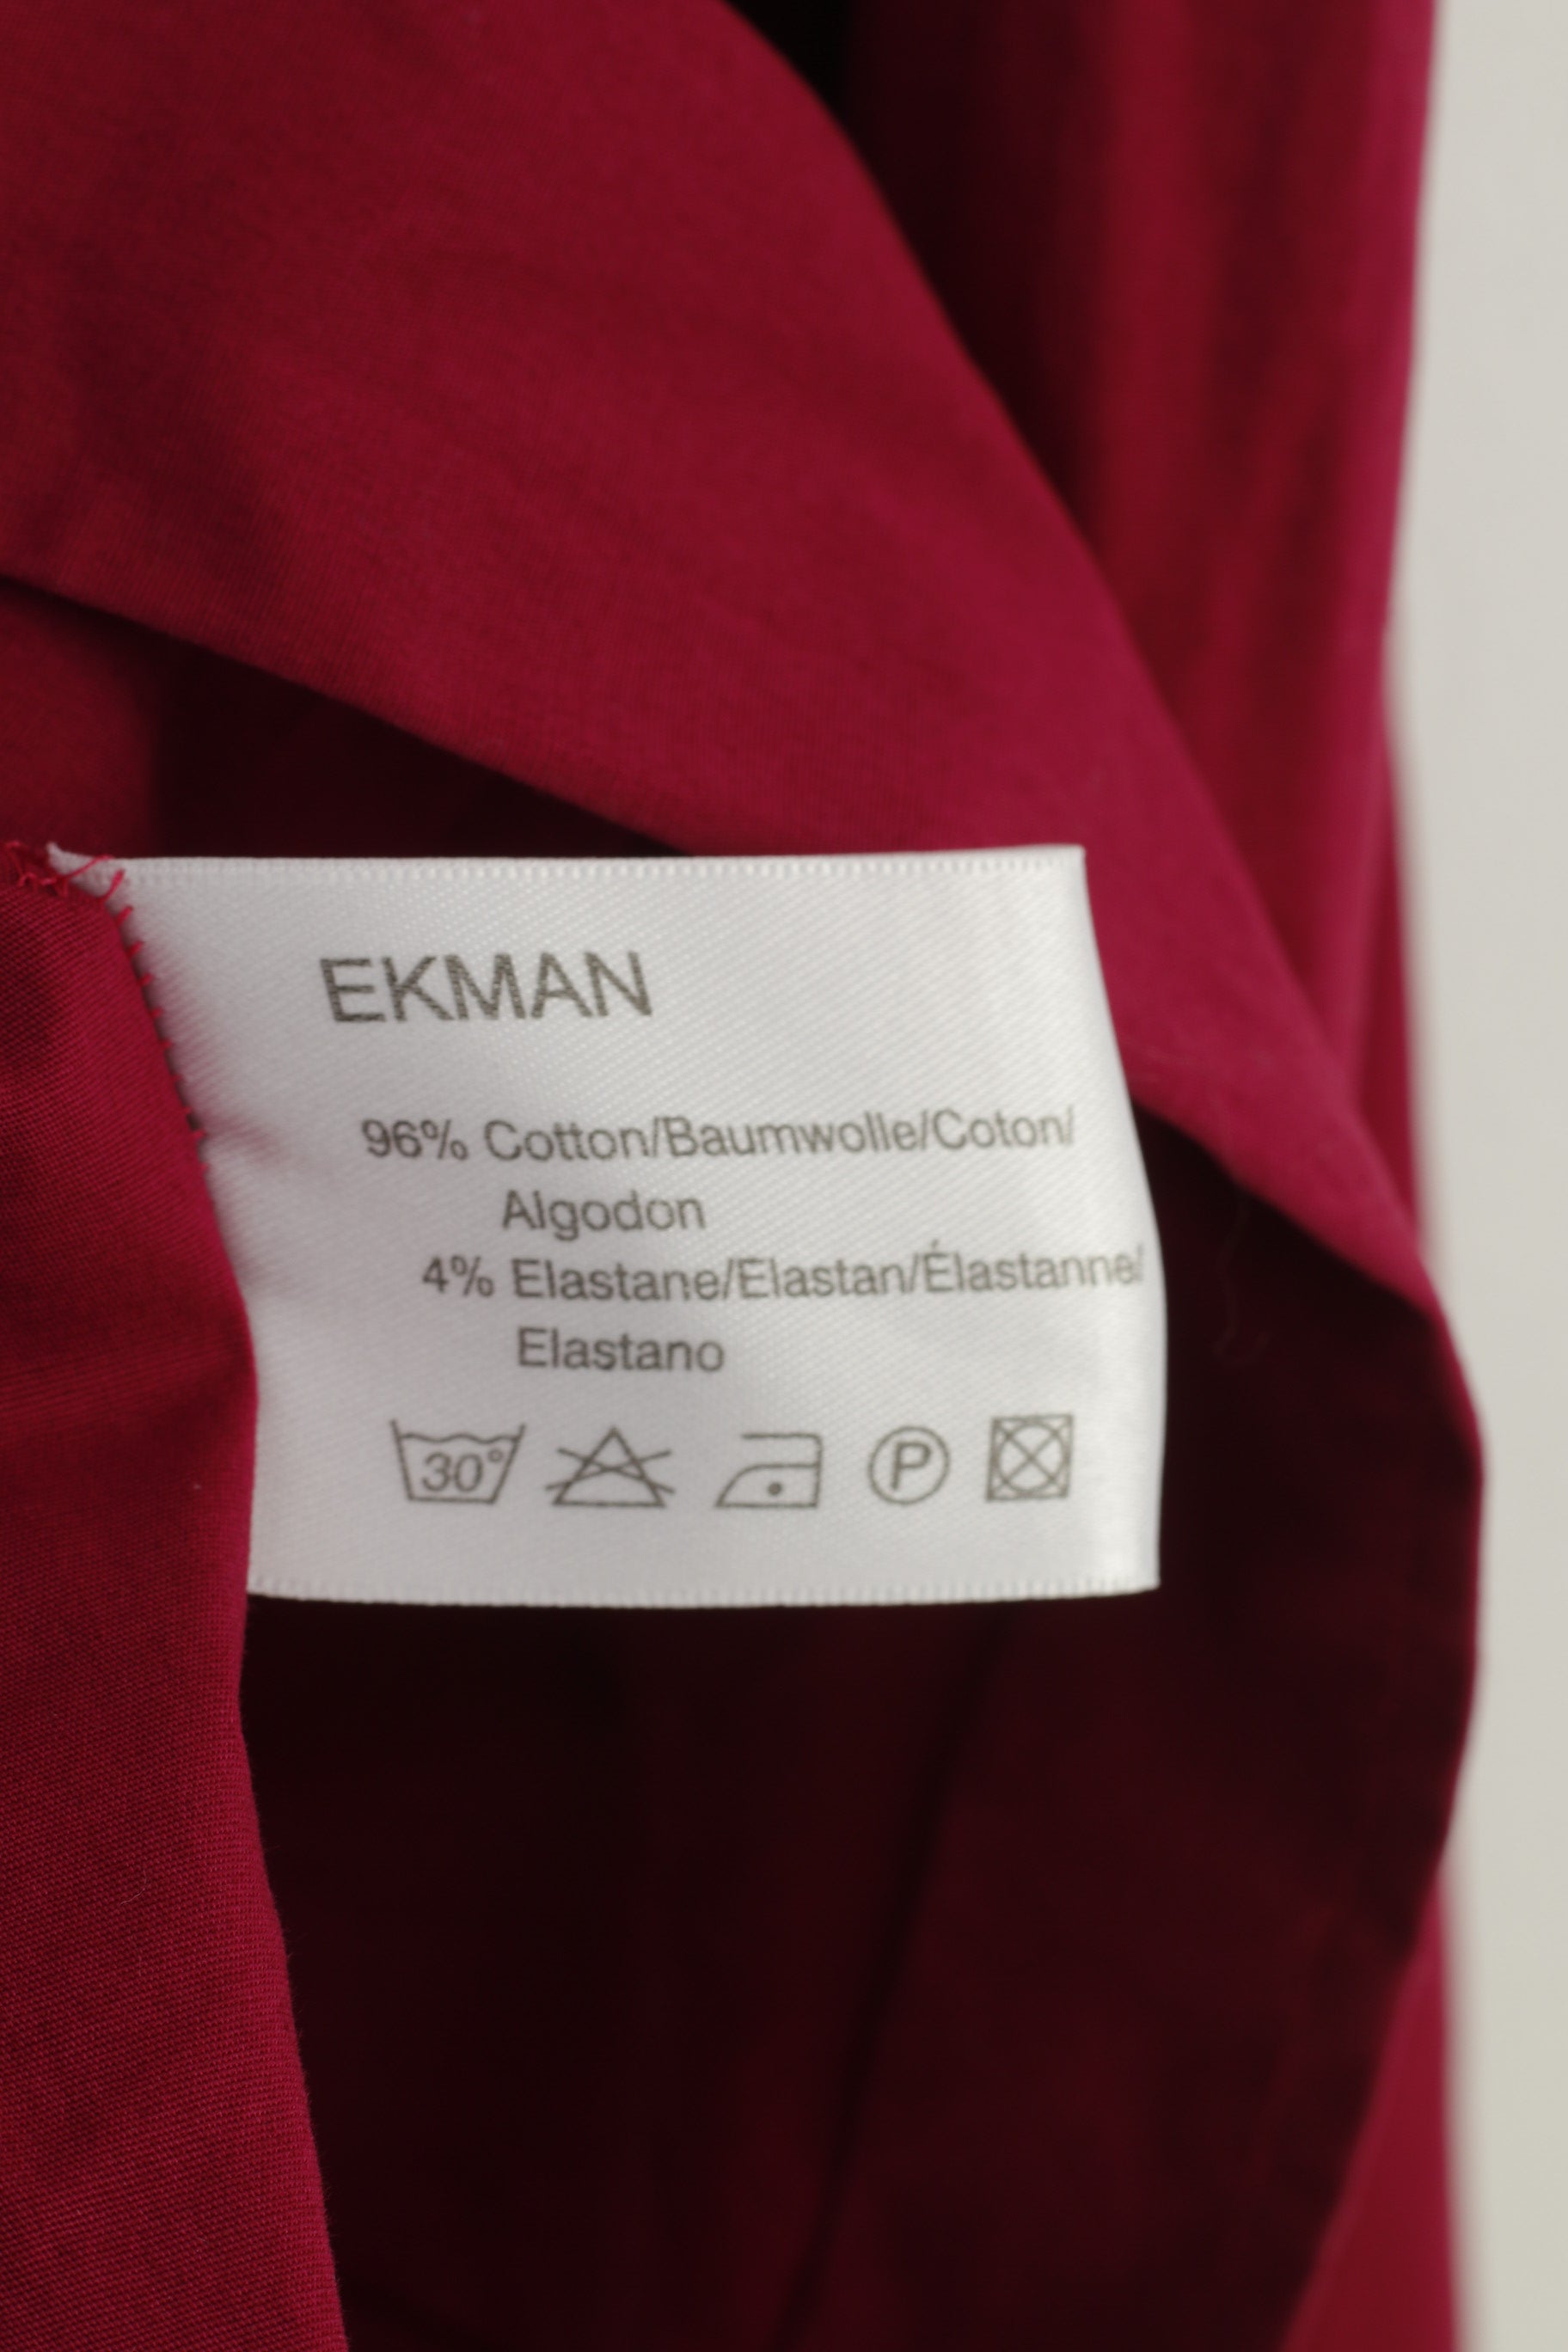 EKMAN
96% Cotton/Baumwolle/Coton/
Algodon
4% Elastane/Elastan/Élastanne/
Elastano
30°
P